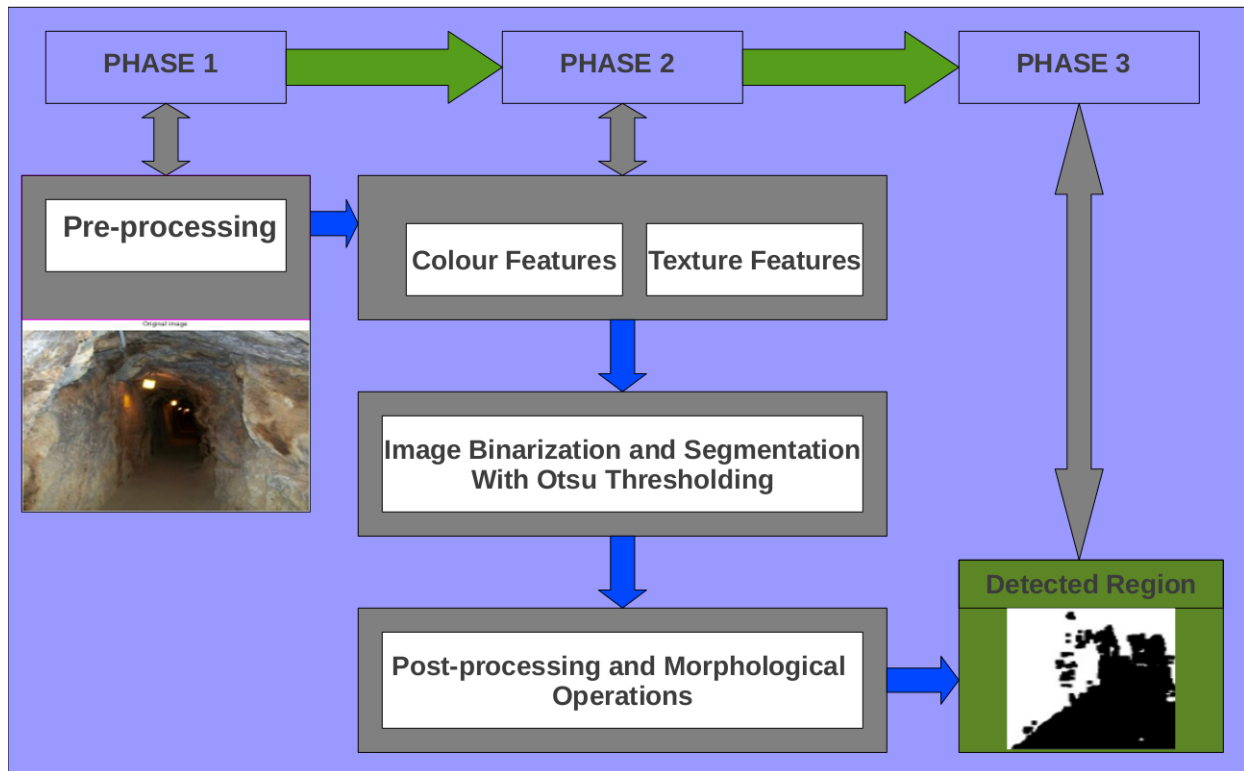 PHASE 1
PHASE 2
PHASE 3
Pre-processing
Colour Features
Texture Features
Original image
Image Binarization and Segmentation
With Otsu Thresholding
Detected Region
Post-processing and Morphological
Operations